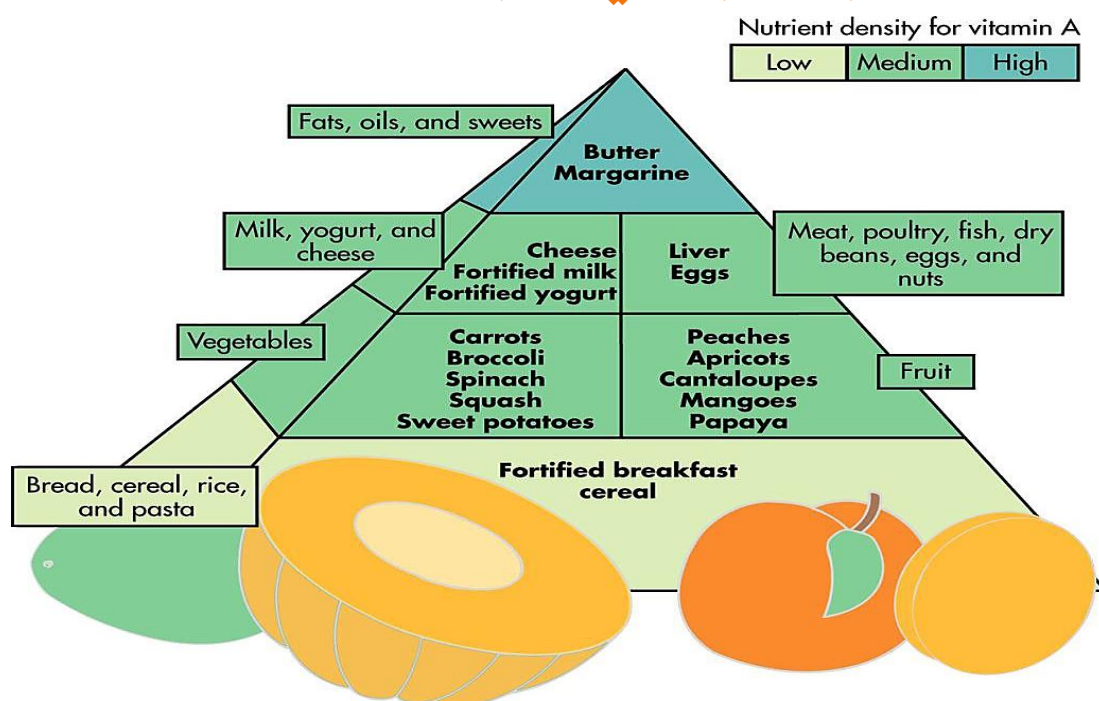 Nutrient density for vitamin A
Low Medium High
Fats, oils, and sweets
Butter
Margarine
Milk, yogurt, and
cheese
Cheese
Fortified milk
Fortified yogurt
Liver
Eggs
Meat, poultry, fish, dry
beans, eggs, and
nuts
Vegetables
Carrots
Broccoli
Spinach
Squash
Sweet potatoes
Peaches
Apricots
Cantaloupes
Mangoes
Papaya
Fruit
Bread, cereal, rice,
and pasta
Fortified breakfast
cereal